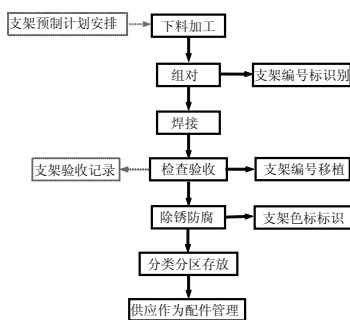 支架预制计划安排
下料加工
组对
支架编号标识别
焊接
支架验收记录
检查验收
支架编号移植
除锈防腐
支架色标标识
分类分区存放
供应作为配件管理